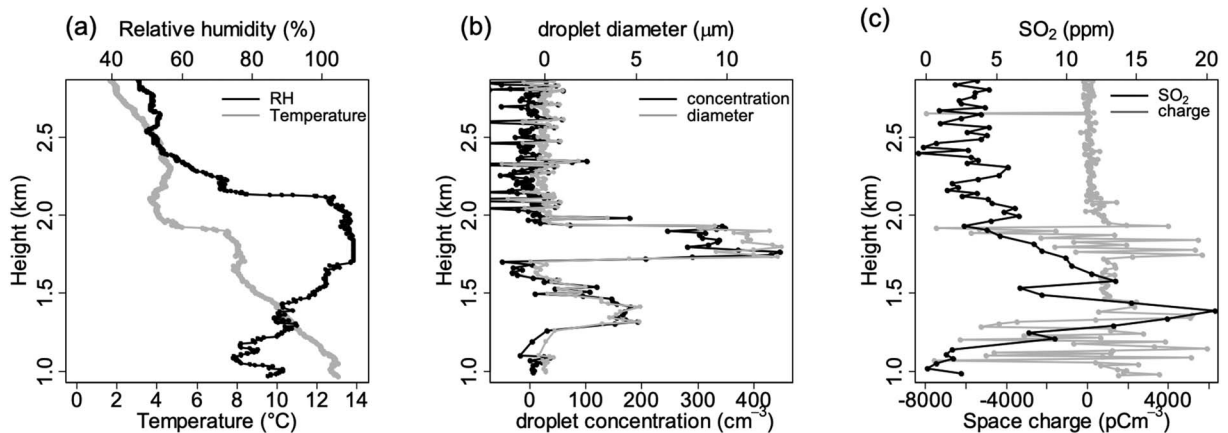 (a)
Relative humidity (%)
40 60 80 100
RH
Temperature
Height (km)
1.0 1.5 2.0 2.5
0 2 4 6 8 10 12 14
Temperature (°C)
(b)
droplet diameter (μm)
0 5 10
concentration
diameter
Height (km)
1.0 1.5 2.0 2.5
0 100 200 300 400
droplet concentration (cm⁻³)
(c)
SO₂ (ppm)
0 5 10 15 20
SO₂
charge
Height (km)
1.0 1.5 2.0 2.5
-8000 -4000 0 4000
Space charge (pCm⁻³)